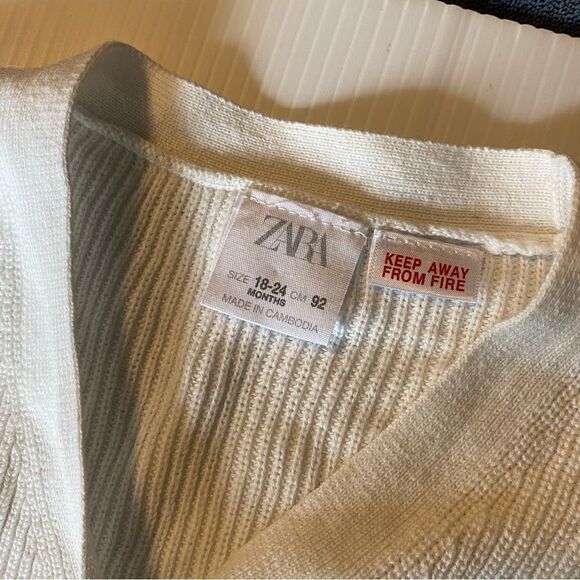 ZARA
SIZE 18-24 CM 92
MONTHS
MADE IN CAMBODIA
KEEP AWAY
FROM FIRE